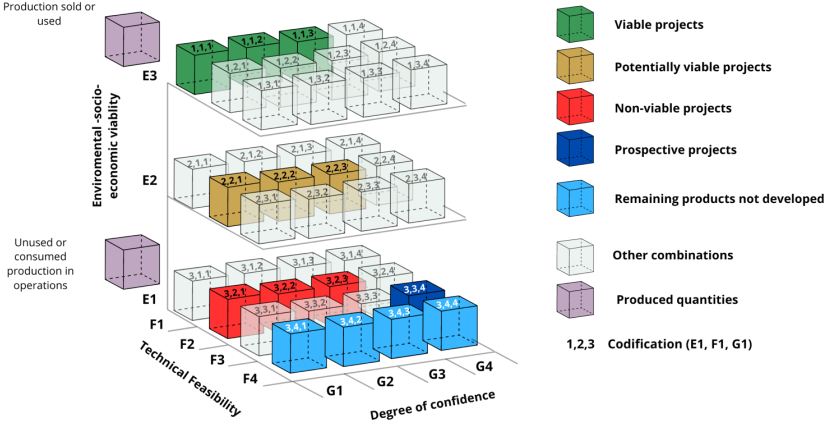 Production sold or
used
E3
Enviromental -socio-
economic viablity
E2
Unused or
consumed
production in
operations
E1
F1
F2
F3
F4
Technical Feasibility
G1
G2
G3
G4
Degree of confidence
1,1,1
1,1,2
1,1,3
1,1,4
1,2,1
1,2,2
1,2,3
1,2,4
1,3,1
1,3,2
1,3,3
1,3,4
2,1,1
2,1,2
2,1,3
2,1,4
2,2,1
2,2,2
2,2,3
2,2,4
2,3,1
2,3,2
2,3,3
2,3,4
3,1,1
3,1,2
3,1,3
3,1,4
3,2,1
3,2,2
3,2,3
3,2,4
3,3,1
3,3,2
3,3,3
3,3,4
3,4,1
3,4,2
3,4,3
3,4,4
Viable projects
Potentially viable projects
Non-viable projects
Prospective projects
Remaining products not developed
Other combinations
Produced quantities
1,2,3 Codification (E1, F1, G1)